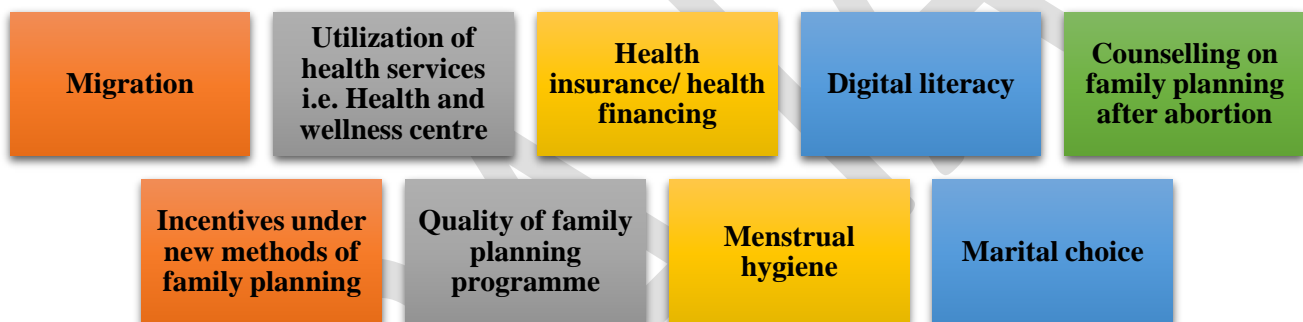 Migration
Utilization of
health services
i.e. Health and
wellness centre
Health
insurance/ health
financing
Digital literacy
Counselling on
family planning
after abortion
Incentives under
new methods of
family planning
Quality of family
planning
programme
Menstrual
hygiene
Marital choice